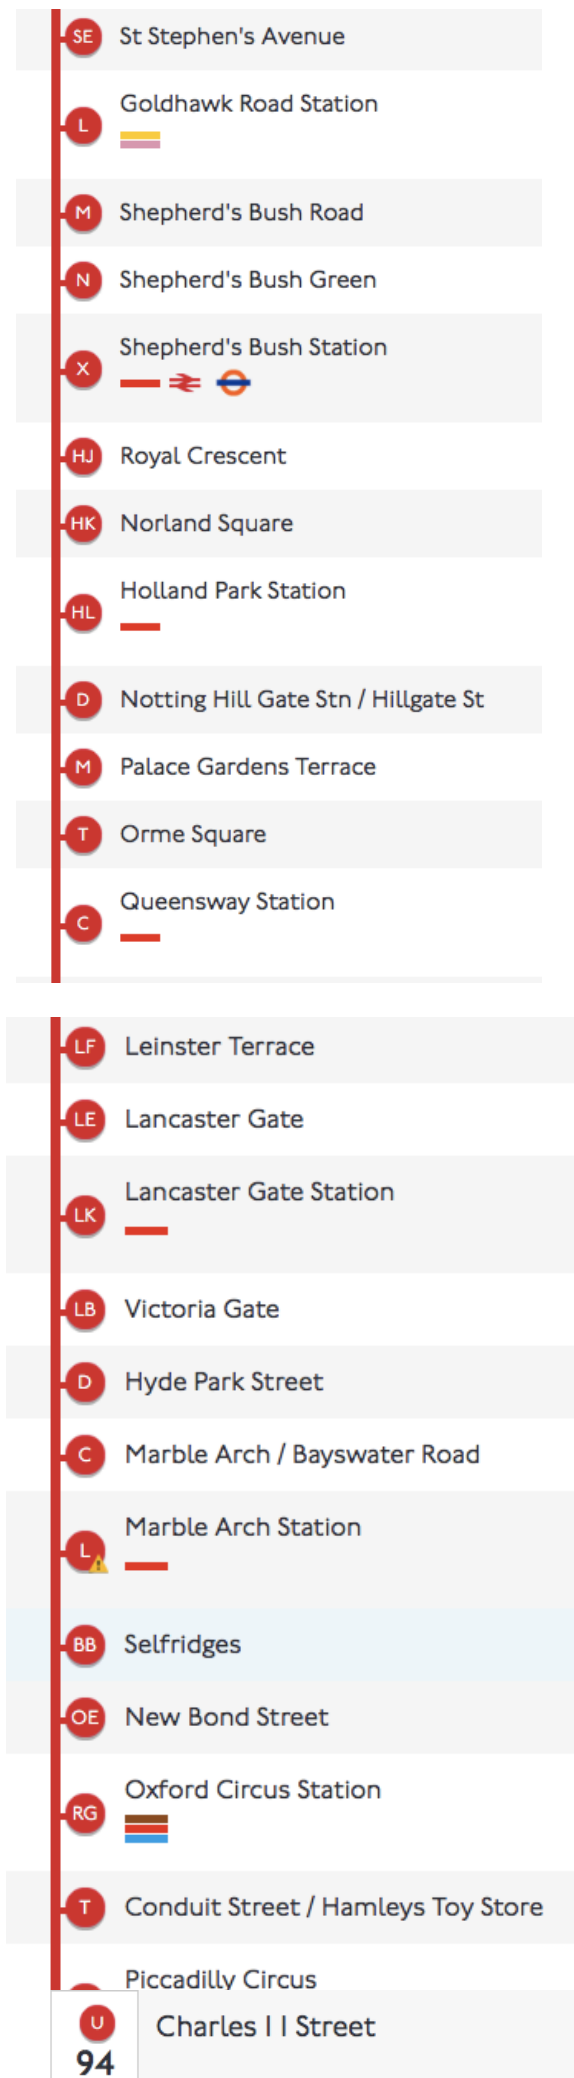 SE St Stephen's Avenue
L Goldhawk Road Station
M Shepherd's Bush Road
N Shepherd's Bush Green
X Shepherd's Bush Station
HJ Royal Crescent
HK Norland Square
HL Holland Park Station
D Notting Hill Gate Stn / Hillgate St
M Palace Gardens Terrace
T Orme Square
C Queensway Station
LF Leinster Terrace
LE Lancaster Gate
LK Lancaster Gate Station
LB Victoria Gate
D Hyde Park Street
C Marble Arch / Bayswater Road
L Marble Arch Station
BB Selfridges
OE New Bond Street
RG Oxford Circus Station
T Conduit Street / Hamleys Toy Store
Piccadilly Circus
U Charles I I Street
94